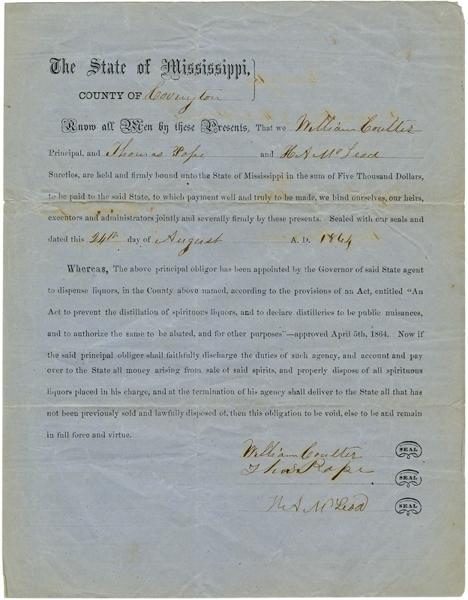 The State of Mississippi,
COUNTY OF Covington
Know all Men by these Presents, That we William Coulter
Principal, and Thomas Pope and H A McLeod
Sureties, are held and firmly bound unto the State of Mississippi in the sum of Five Thousand Dollars,
to be paid to the said State, to which payment well and truly to be made, we bind ourselves, our heirs,
executors and administrators jointly and severally firmly by these presents. Sealed with our seals and
dated this 24th day of August A. D. 1864
Whereas, The above principal obligor has been appointed by the Governor of said State agent
to dispense liquors, in the County above named, according to the provisions of an Act, entitled "An
Act to prevent the distillation of spirituous liquors, and to declare distilleries to be public nuisances,
and to authorize the same to be abated, and for other purposes"—approved April 5th, 1864. Now if
the said principal obligor shall faithfully discharge the duties of such agency, and account and pay
over to the State all money arising from sale of said spirits, and properly dispose of all spirituous
liquors placed in his charge, and at the termination of his agency shall deliver to the State all that has
not been previously sold and lawfully disposed of, then this obligation to be void, else to be and remain
in full force and virtue.
William Coulter SEAL
Thos Pope SEAL
H A McLeod SEAL